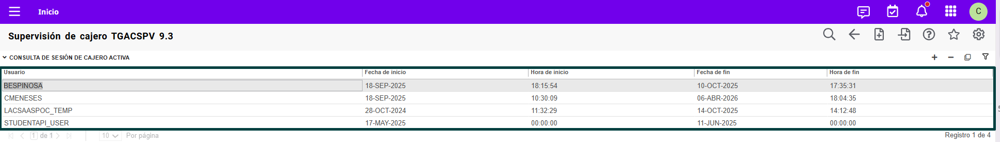 Inicio
C
Supervisión de cajero TGACSPV 9.3
CONSULTA DE SESIÓN DE CAJERO ACTIVA
Usuario Fecha de inicio Hora de inicio Fecha de fin Hora de fin
BESPINOSA 18-SEP-2025 18:15:54 10-OCT-2025 17:35:31
CMENESES 18-SEP-2025 10:30:09 06-ABR-2026 18:04:35
LACSAASPOC_TEMP 28-OCT-2024 11:32:29 14-OCT-2025 14:12:48
STUDENTAPI_USER 17-MAY-2025 00:00:00 11-JUN-2025 00:00:00
1 de 1 10 Por página Registro 1 de 4